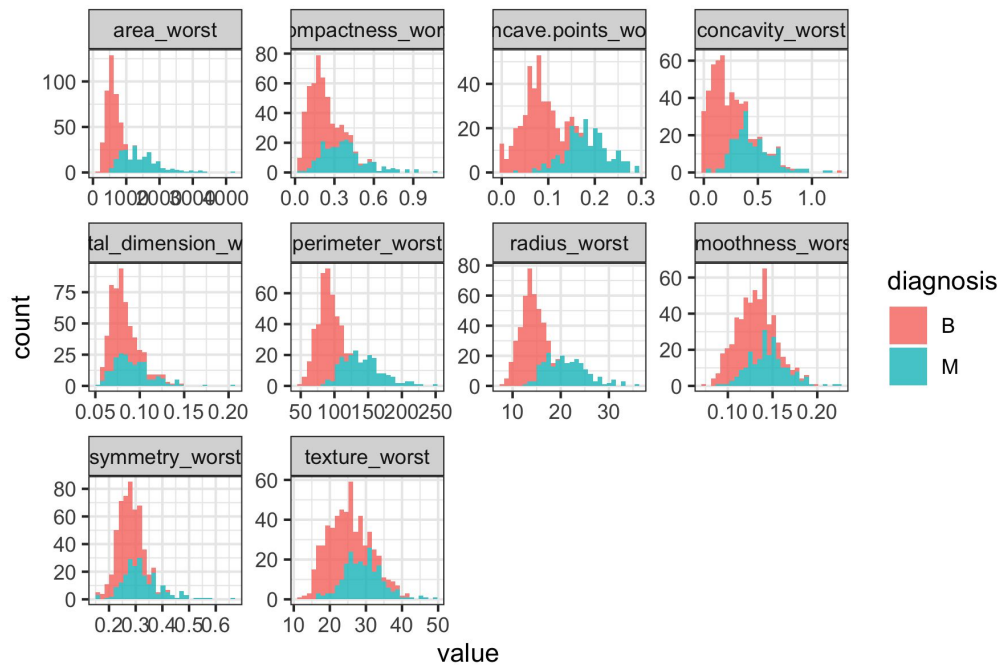 area_worst
ompactness_wor
ncave.points_wo
concavity_worst
100
50
0
0 1000 2000 3000 4000
80
60
40
20
0
0.0 0.3 0.6 0.9
40
20
0
0.0 0.1 0.2 0.3
60
40
20
0
0.0 0.5 1.0
tal_dimension_w
perimeter_worst
radius_worst
moothness_wors
75
50
25
0
0.05 0.10 0.15 0.20
60
40
20
0
50 100 150 200 250
80
60
40
20
0
10 20 30
60
40
20
0
0.10 0.15 0.20
symmetry_worst
texture_worst
80
60
40
20
0
0.2 0.3 0.4 0.5 0.6
60
40
20
0
10 20 30 40 50
count
value
diagnosis
B
M